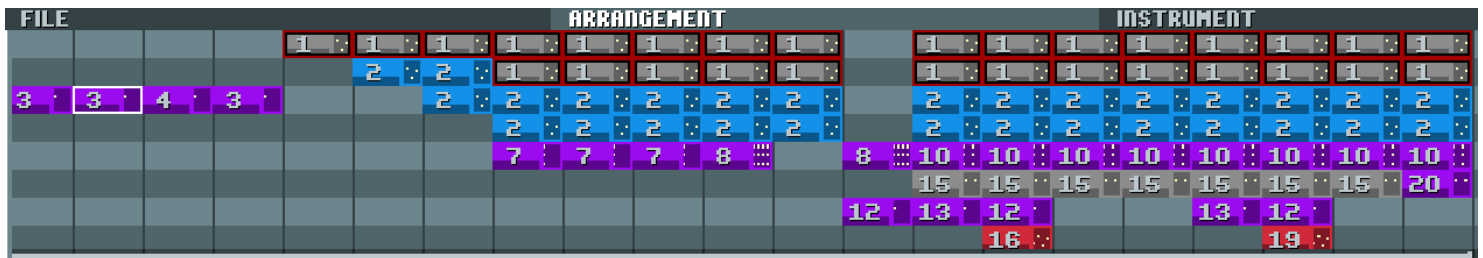 FILE ARRANGEMENT INSTRUMENT
1 1 1 1 1 1 1 1 1 1 1 1 1 1 1 1
2 2 1 1 1 1 1 1 1 1 1 1 1 1 1
3 3 4 3 2 2 2 2 2 2 2 2 2 2 2 2 2 2
2 2 2 2 2 2 2 2 2 2 2 2 2
7 7 7 8 8 10 10 10 10 10 10 10 10
15 15 15 15 15 15 15 20
12 13 12 13 12
16 19